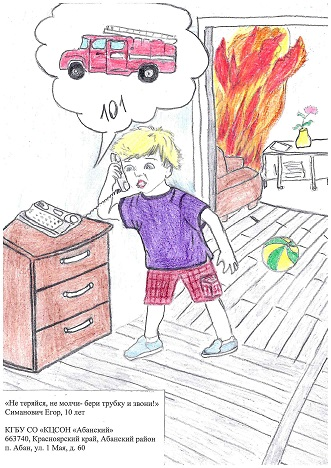 101
«Не теряйся, не молчи- бери трубку и звони!»
Симанович Егор, 10 лет
КГБУ СО «КЦСОН «Абанский»
663740, Красноярский край, Абанский район
п. Абан, ул. 1 Мая, д. 60